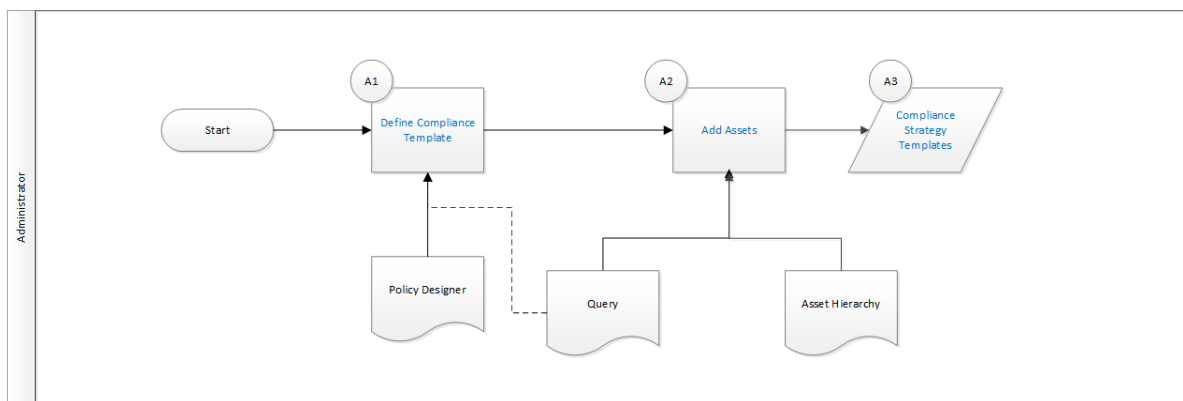 Administrator
Start
A1
Define Compliance
Template
A2
Add Assets
A3
Compliance
Strategy
Templates
Policy Designer
Query
Asset Hierarchy